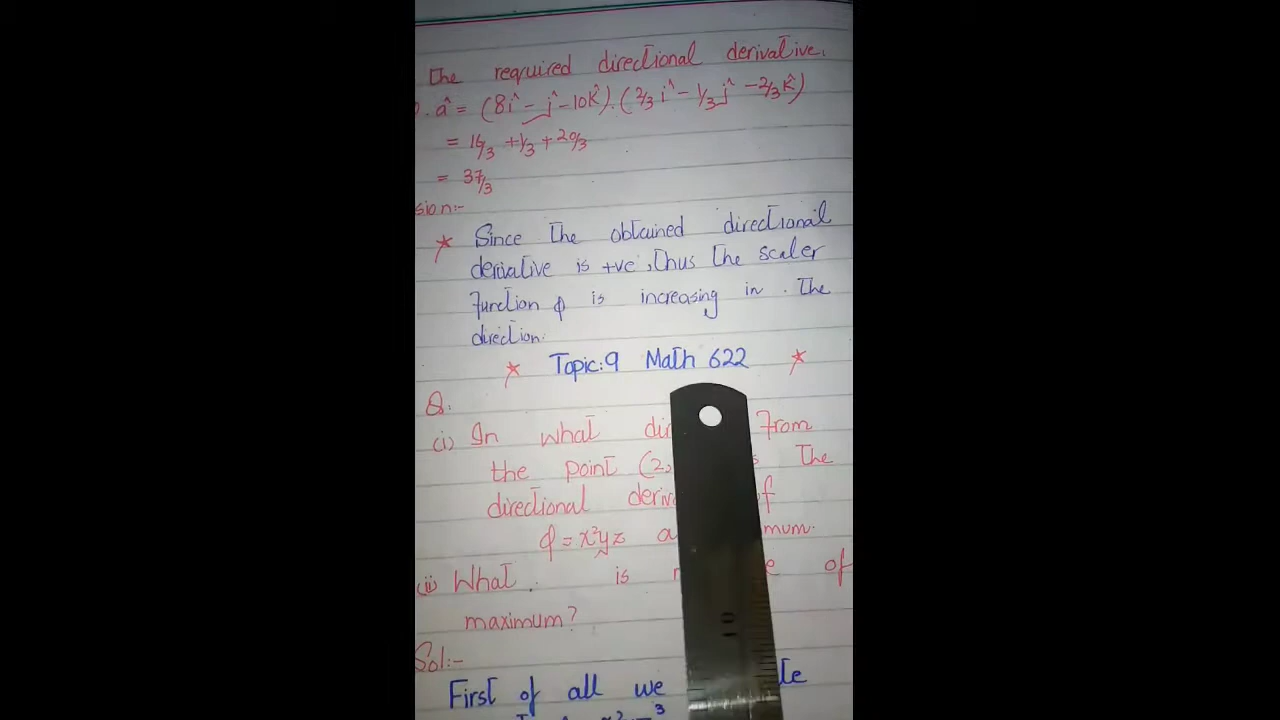 The required directional derivative.
. â = (8î - ĵ - 10k̂).(2/3 î - 1/3 ĵ - 2/3 k̂)
= 16/3 + 1/3 + 20/3
= 37/3
sion:-
* Since The obtained directional
derivative is +ve, Thus The scaler
Function φ is increasing in . The
direction.
* Topic:9 Math 622 *
Q.
(i) In what From
the point (2, The
directional of
φ = x²yz
(ii) What . is of
maximum?
Sol:-
First of all we